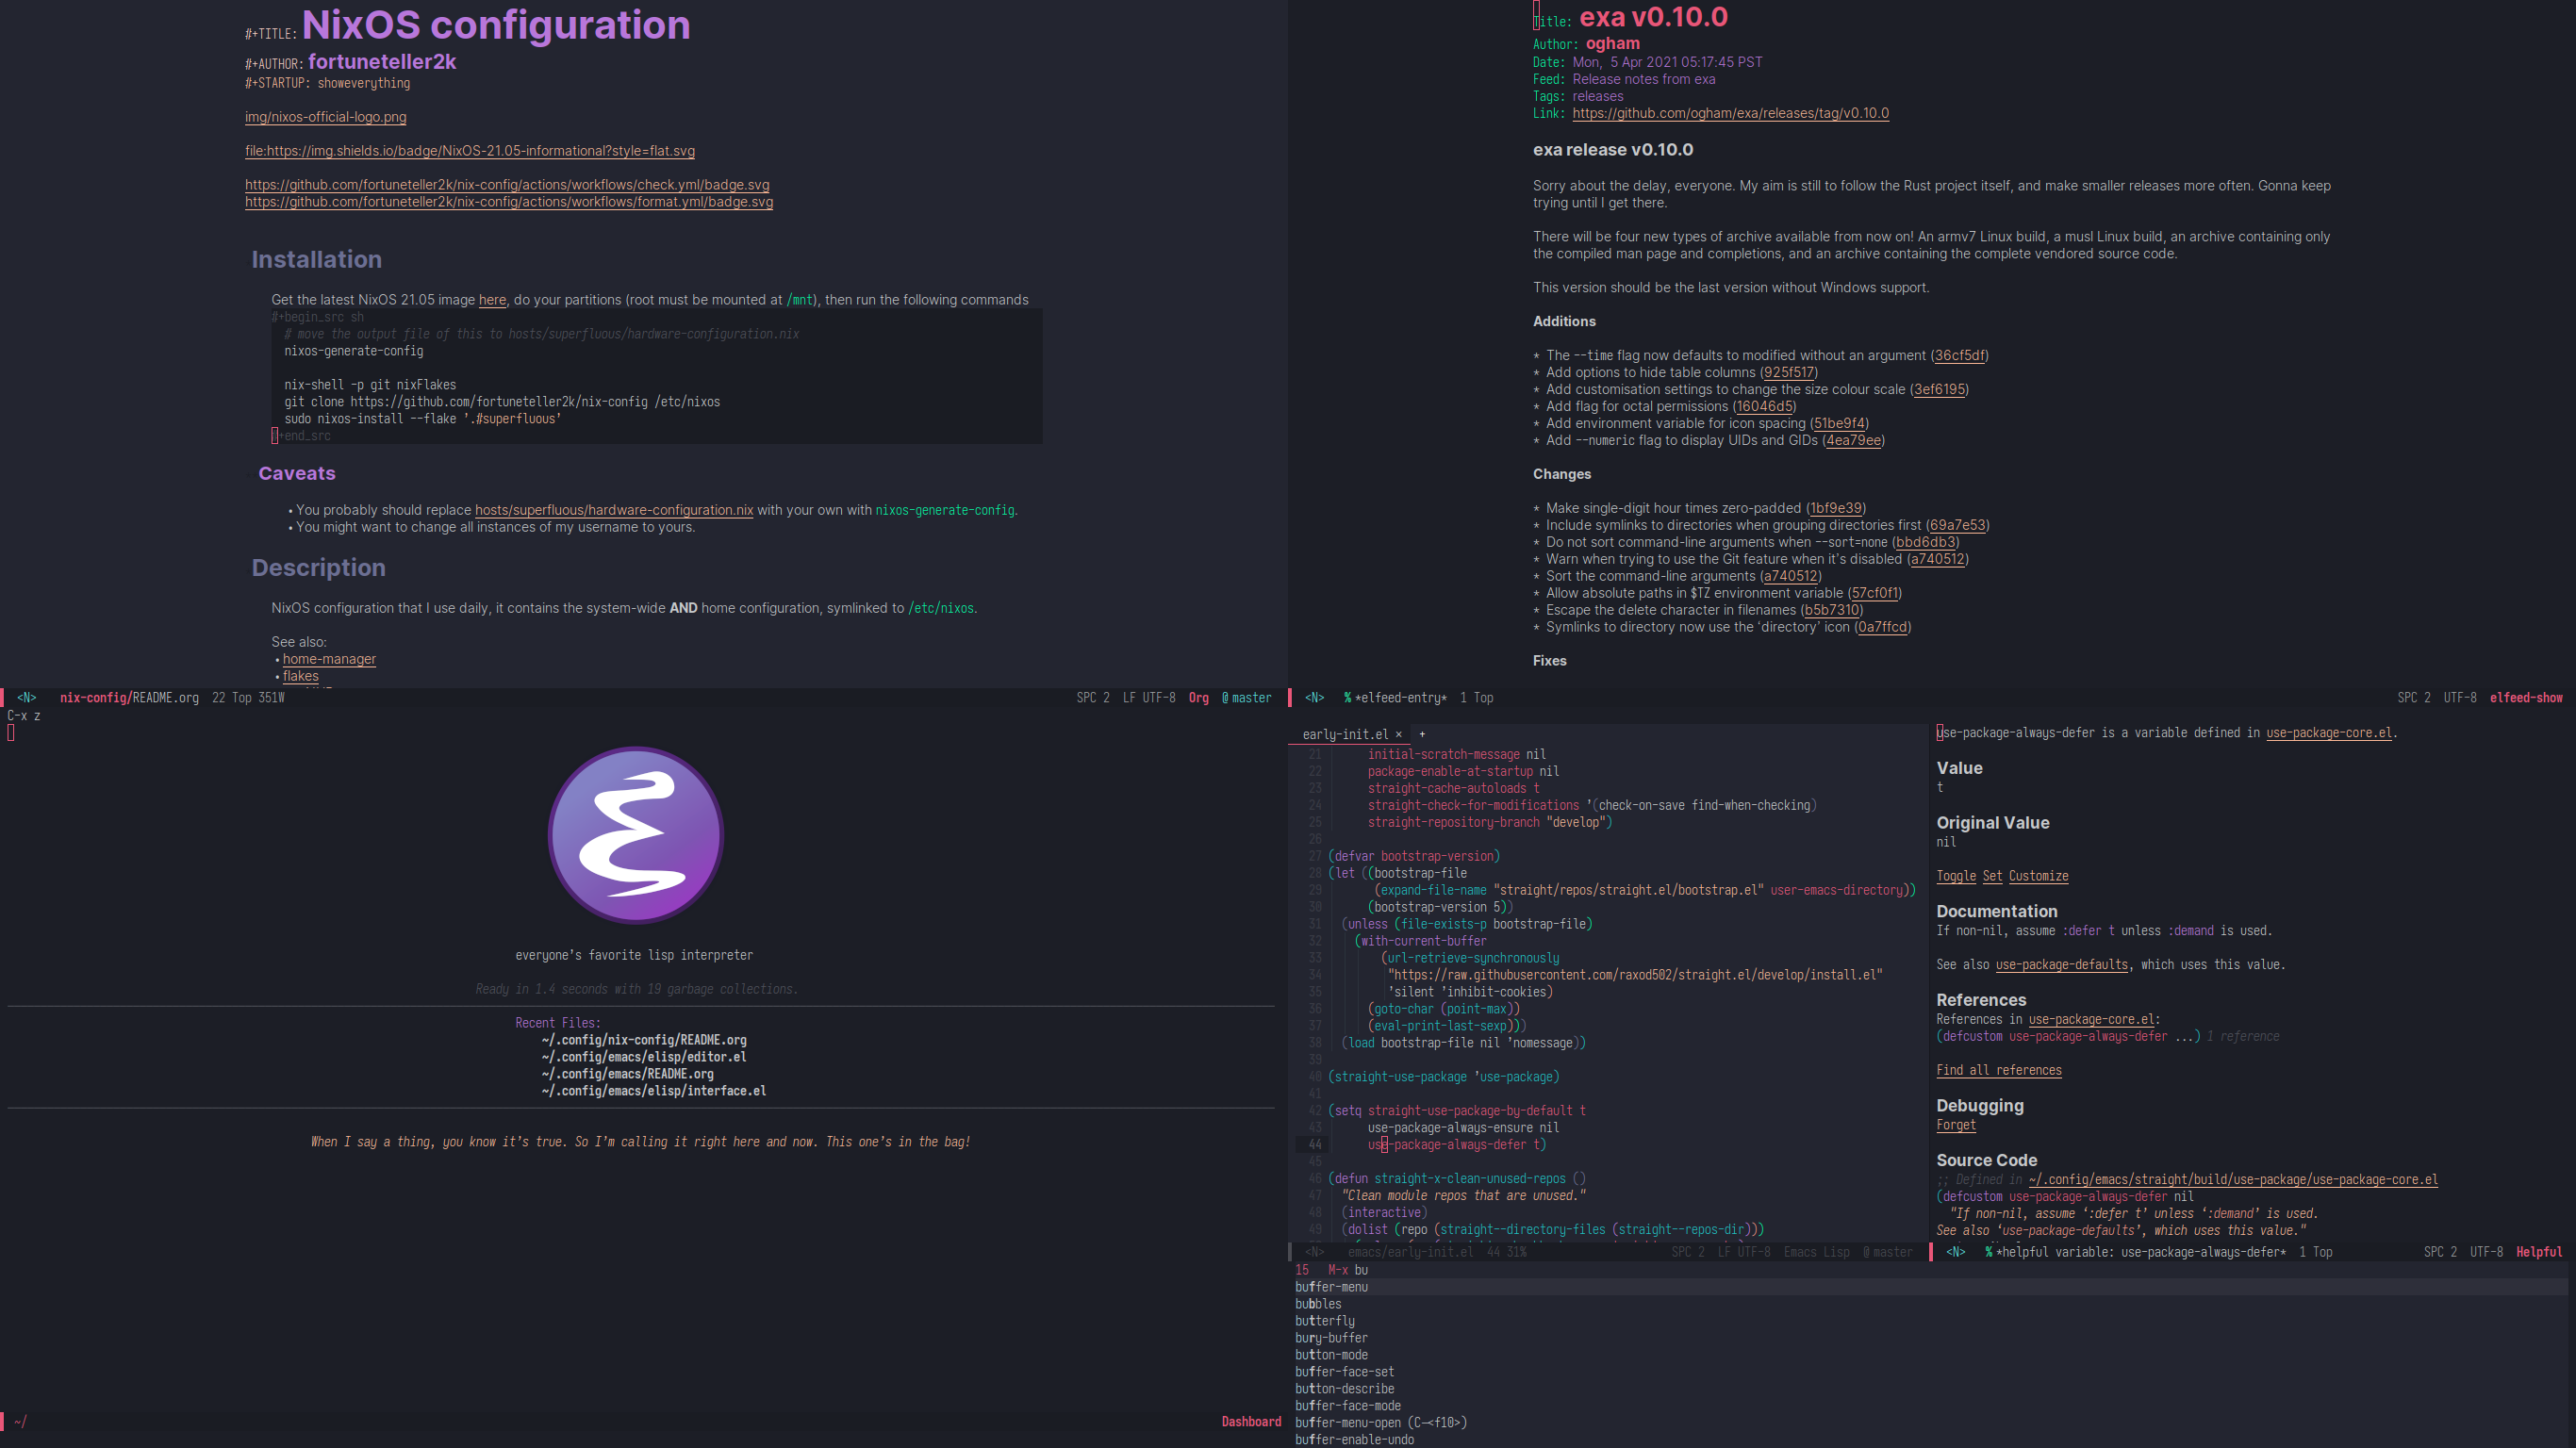 #+TITLE: NixOS configuration
#+AUTHOR: fortuneteller2k
#+STARTUP: showeverything
img/nixos-official-logo.png
file:https://img.shields.io/badge/NixOS-21.05-informational?style=flat.svg
https://github.com/fortuneteller2k/nix-config/actions/workflows/check.yml/badge.svg
https://github.com/fortuneteller2k/nix-config/actions/workflows/format.yml/badge.svg
Installation
Get the latest NixOS 21.05 image here, do your partitions (root must be mounted at /mnt), then run the following commands
#+begin_src sh
# move the output file of this to hosts/superfluous/hardware-configuration.nix
nixos-generate-config
nix-shell -p git nixFlakes
git clone https://github.com/fortuneteller2k/nix-config /etc/nixos
sudo nixos-install --flake '.#superfluous'
#+end_src
Caveats
• You probably should replace hosts/superfluous/hardware-configuration.nix with your own with nixos-generate-config.
• You might want to change all instances of my username to yours.
Description
NixOS configuration that I use daily, it contains the system-wide AND home configuration, symlinked to /etc/nixos.
See also:
• home-manager
• flakes
<N> nix-config/README.org 22 Top 351W SPC 2 LF UTF-8 Org @ master
C-x z
Title: exa v0.10.0
Author: ogham
Date: Mon, 5 Apr 2021 05:17:45 PST
Feed: Release notes from exa
Tags: releases
Link: https://github.com/ogham/exa/releases/tag/v0.10.0
exa release v0.10.0
Sorry about the delay, everyone. My aim is still to follow the Rust project itself, and make smaller releases more often. Gonna keep
trying until I get there.
There will be four new types of archive available from now on! An armv7 Linux build, a musl Linux build, an archive containing only
the compiled man page and completions, and an archive containing the complete vendored source code.
This version should be the last version without Windows support.
Additions
* The --time flag now defaults to modified without an argument (36cf5df)
* Add options to hide table columns (925f517)
* Add customisation settings to change the size colour scale (3ef6195)
* Add flag for octal permissions (16046d5)
* Add environment variable for icon spacing (51be9f4)
* Add --numeric flag to display UIDs and GIDs (4ea79ee)
Changes
* Make single-digit hour times zero-padded (1bf9e39)
* Include symlinks to directories when grouping directories first (69a7e53)
* Do not sort command-line arguments when --sort=none (bbd6db3)
* Warn when trying to use the Git feature when it's disabled (a740512)
* Sort the command-line arguments (a740512)
* Allow absolute paths in $TZ environment variable (57cf0f1)
* Escape the delete character in filenames (b5b7310)
* Symlinks to directory now use the 'directory' icon (0a7ffcd)
Fixes
<N> % *elfeed-entry* 1 Top SPC 2 UTF-8 elfeed-show
everyone's favorite lisp interpreter
Ready in 1.4 seconds with 19 garbage collections.
Recent Files:
~/.config/nix-config/README.org
~/.config/emacs/elisp/editor.el
~/.config/emacs/README.org
~/.config/emacs/elisp/interface.el
When I say a thing, you know it's true. So I'm calling it right here and now. This one's in the bag!
~/ Dashboard
early-init.el × +
21 initial-scratch-message nil
22 package-enable-at-startup nil
23 straight-cache-autoloads t
24 straight-check-for-modifications '(check-on-save find-when-checking)
25 straight-repository-branch "develop")
26
27 (defvar bootstrap-version)
28 (let ((bootstrap-file
29 (expand-file-name "straight/repos/straight.el/bootstrap.el" user-emacs-directory))
30 (bootstrap-version 5))
31 (unless (file-exists-p bootstrap-file)
32 (with-current-buffer
33 (url-retrieve-synchronously
34 "https://raw.githubusercontent.com/raxod502/straight.el/develop/install.el"
35 'silent 'inhibit-cookies)
36 (goto-char (point-max))
37 (eval-print-last-sexp)))
38 (load bootstrap-file nil 'nomessage))
39
40 (straight-use-package 'use-package)
41
42 (setq straight-use-package-by-default t
43 use-package-always-ensure nil
44 use-package-always-defer t)
45
46 (defun straight-x-clean-unused-repos ()
47 "Clean module repos that are unused."
48 (interactive)
49 (dolist (repo (straight--directory-files (straight--repos-dir)))
<N> emacs/early-init.el 44 31% SPC 2 LF UTF-8 Emacs Lisp @ master
use-package-always-defer is a variable defined in use-package-core.el.
Value
t
Original Value
nil
Toggle Set Customize
Documentation
If non-nil, assume :defer t unless :demand is used.
See also use-package-defaults, which uses this value.
References
References in use-package-core.el:
(defcustom use-package-always-defer ...) 1 reference
Find all references
Debugging
Forget
Source Code
;; Defined in ~/.config/emacs/straight/build/use-package/use-package-core.el
(defcustom use-package-always-defer nil
"If non-nil, assume ‘:defer t’ unless ‘:demand’ is used.
See also ‘use-package-defaults’, which uses this value."
<N> % *helpful variable: use-package-always-defer* 1 Top SPC 2 UTF-8 Helpful
15 M-x bu
buffer-menu
bubbles
butterfly
bury-buffer
button-mode
buffer-face-set
button-describe
buffer-face-mode
buffer-menu-open (C-<f10>)
buffer-enable-undo